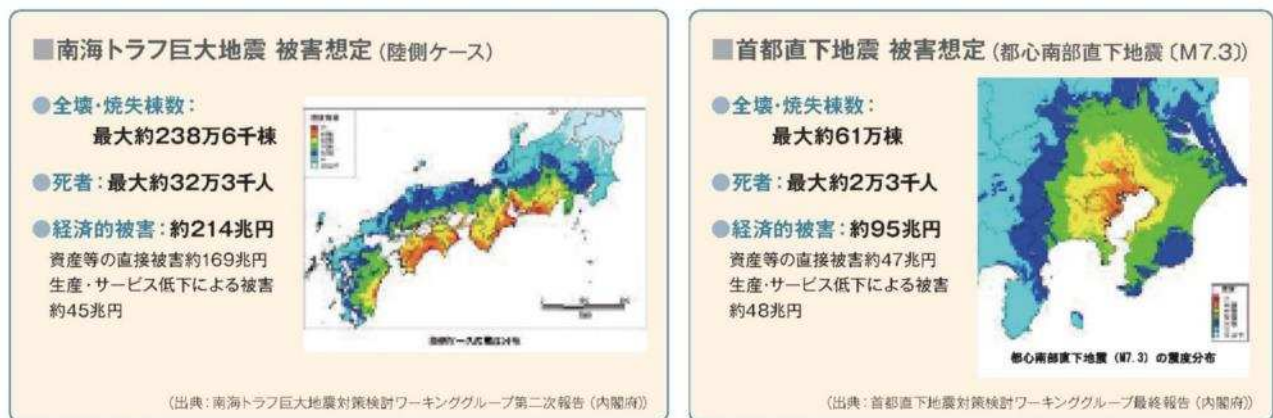 ■南海トラフ巨大地震 被害想定 (陸側ケース)
●全壊・焼失棟数:
最大約238万6千棟
●死者:最大約32万3千人
●経済的被害:約214兆円
資産等の直接被害約169兆円
生産・サービス低下による被害
約45兆円
(出典:南海トラフ巨大地震対策検討ワーキンググループ第二次報告(内閣府))
■首都直下地震 被害想定 (都心南部直下地震〔M7.3〕)
●全壊・焼失棟数:
最大約61万棟
●死者:最大約2万3千人
●経済的被害:約95兆円
資産等の直接被害約47兆円
生産・サービス低下による被害
約48兆円
都心南部直下地震(M7.3)の震度分布
(出典:首都直下地震対策検討ワーキンググループ最終報告(内閣府))